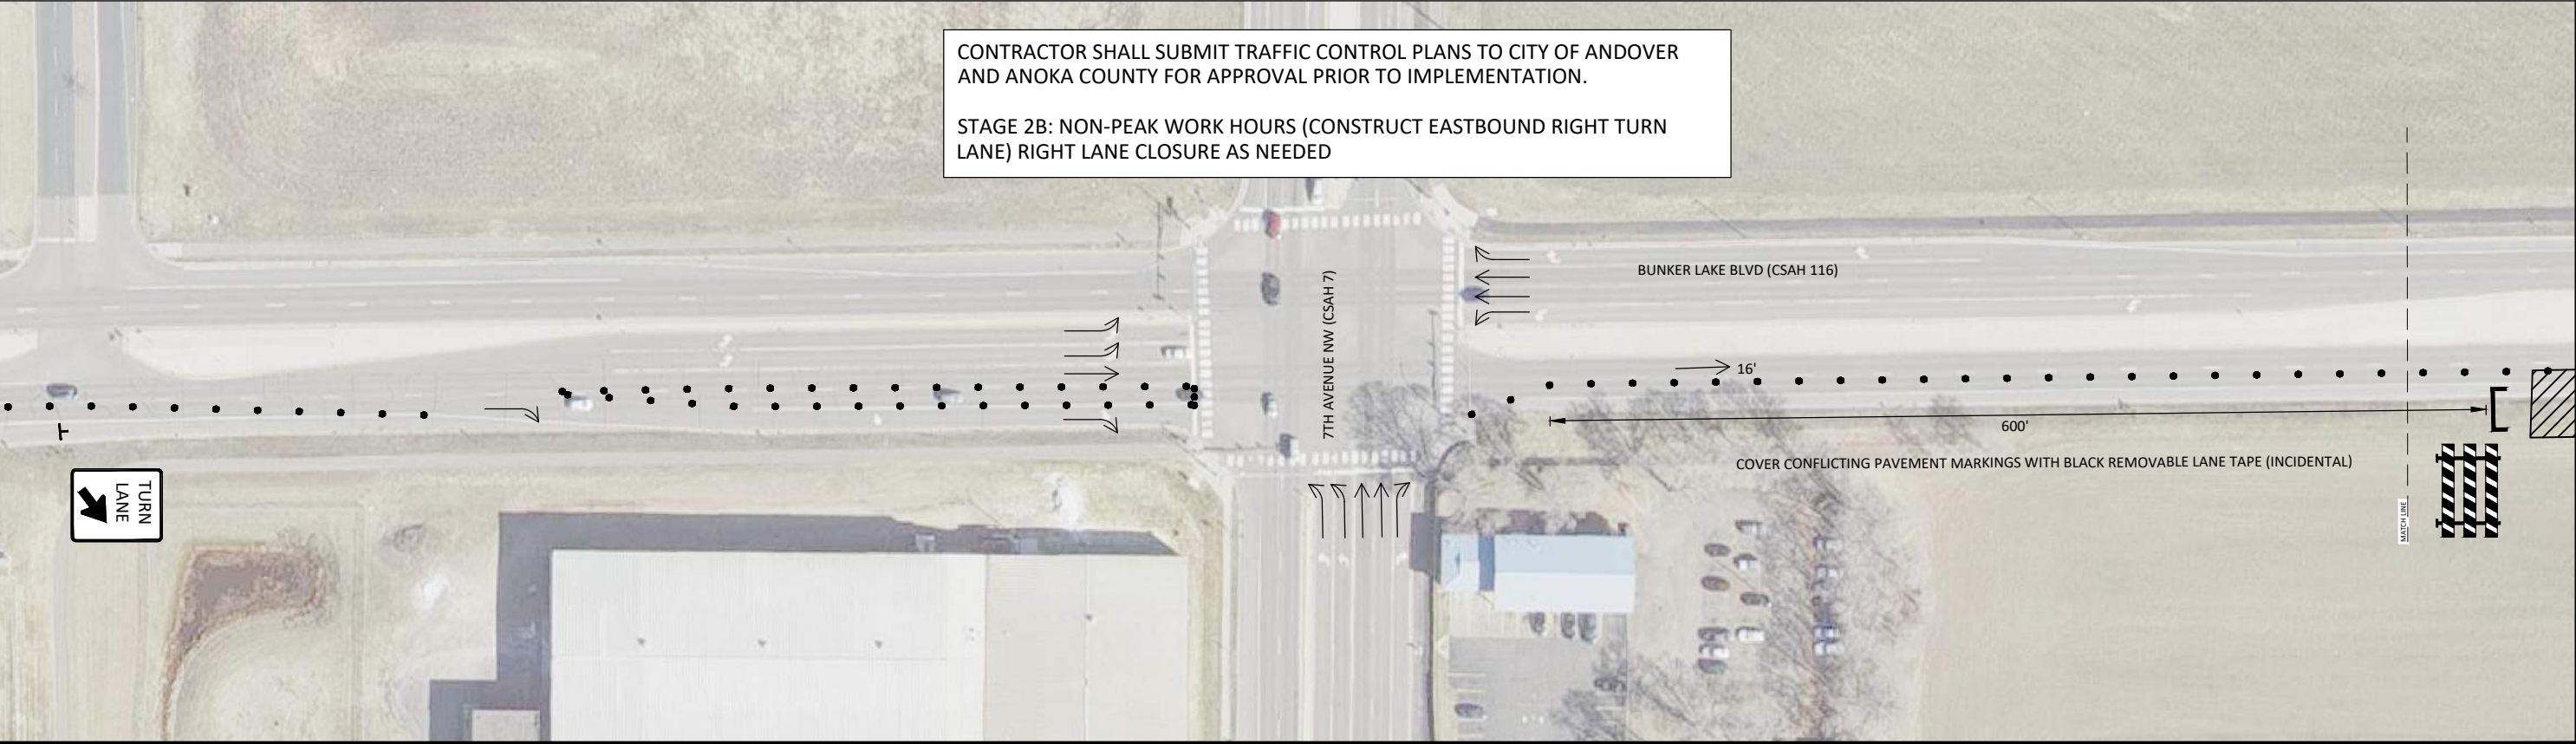 CONTRACTOR SHALL SUBMIT TRAFFIC CONTROL PLANS TO CITY OF ANDOVER
AND ANOKA COUNTY FOR APPROVAL PRIOR TO IMPLEMENTATION.
STAGE 2B: NON-PEAK WORK HOURS (CONSTRUCT EASTBOUND RIGHT TURN
LANE) RIGHT LANE CLOSURE AS NEEDED
BUNKER LAKE BLVD (CSAH 116)
7TH AVENUE NW (CSAH 7)
16'
600'
COVER CONFLICTING PAVEMENT MARKINGS WITH BLACK REMOVABLE LANE TAPE (INCIDENTAL)
TURN
LANE
MATCH LINE